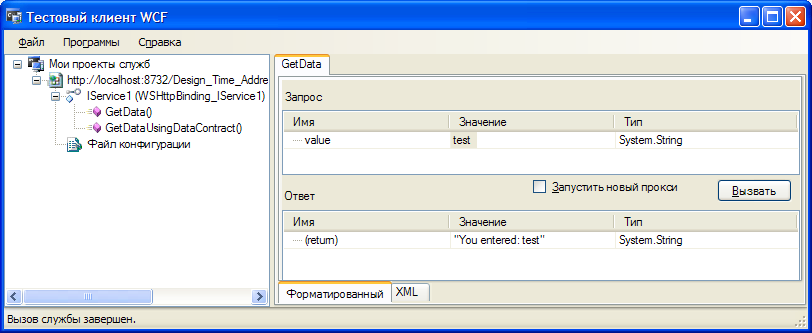 Тестовый клиент WCF
Файл Программы Справка
Мои проекты служб
http://localhost:8732/Design_Time_Addre
IService1 (WSHttpBinding_IService1)
GetData()
GetDataUsingDataContract()
Файл конфигурации
GetData
Запрос
Имя Значение Тип
value test System.String
Запустить новый прокси
Вызвать
Ответ
Имя Значение Тип
(return) "You entered: test" System.String
Форматированный XML
Вызов службы завершен.